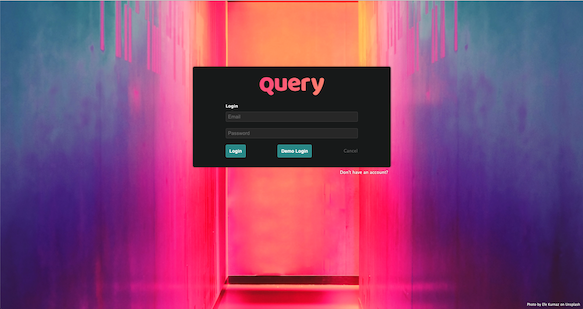 query
Login
Email
Password
Login
Demo Login
Cancel
Don't have an account?
Photo by Efe Kurnaz on Unsplash